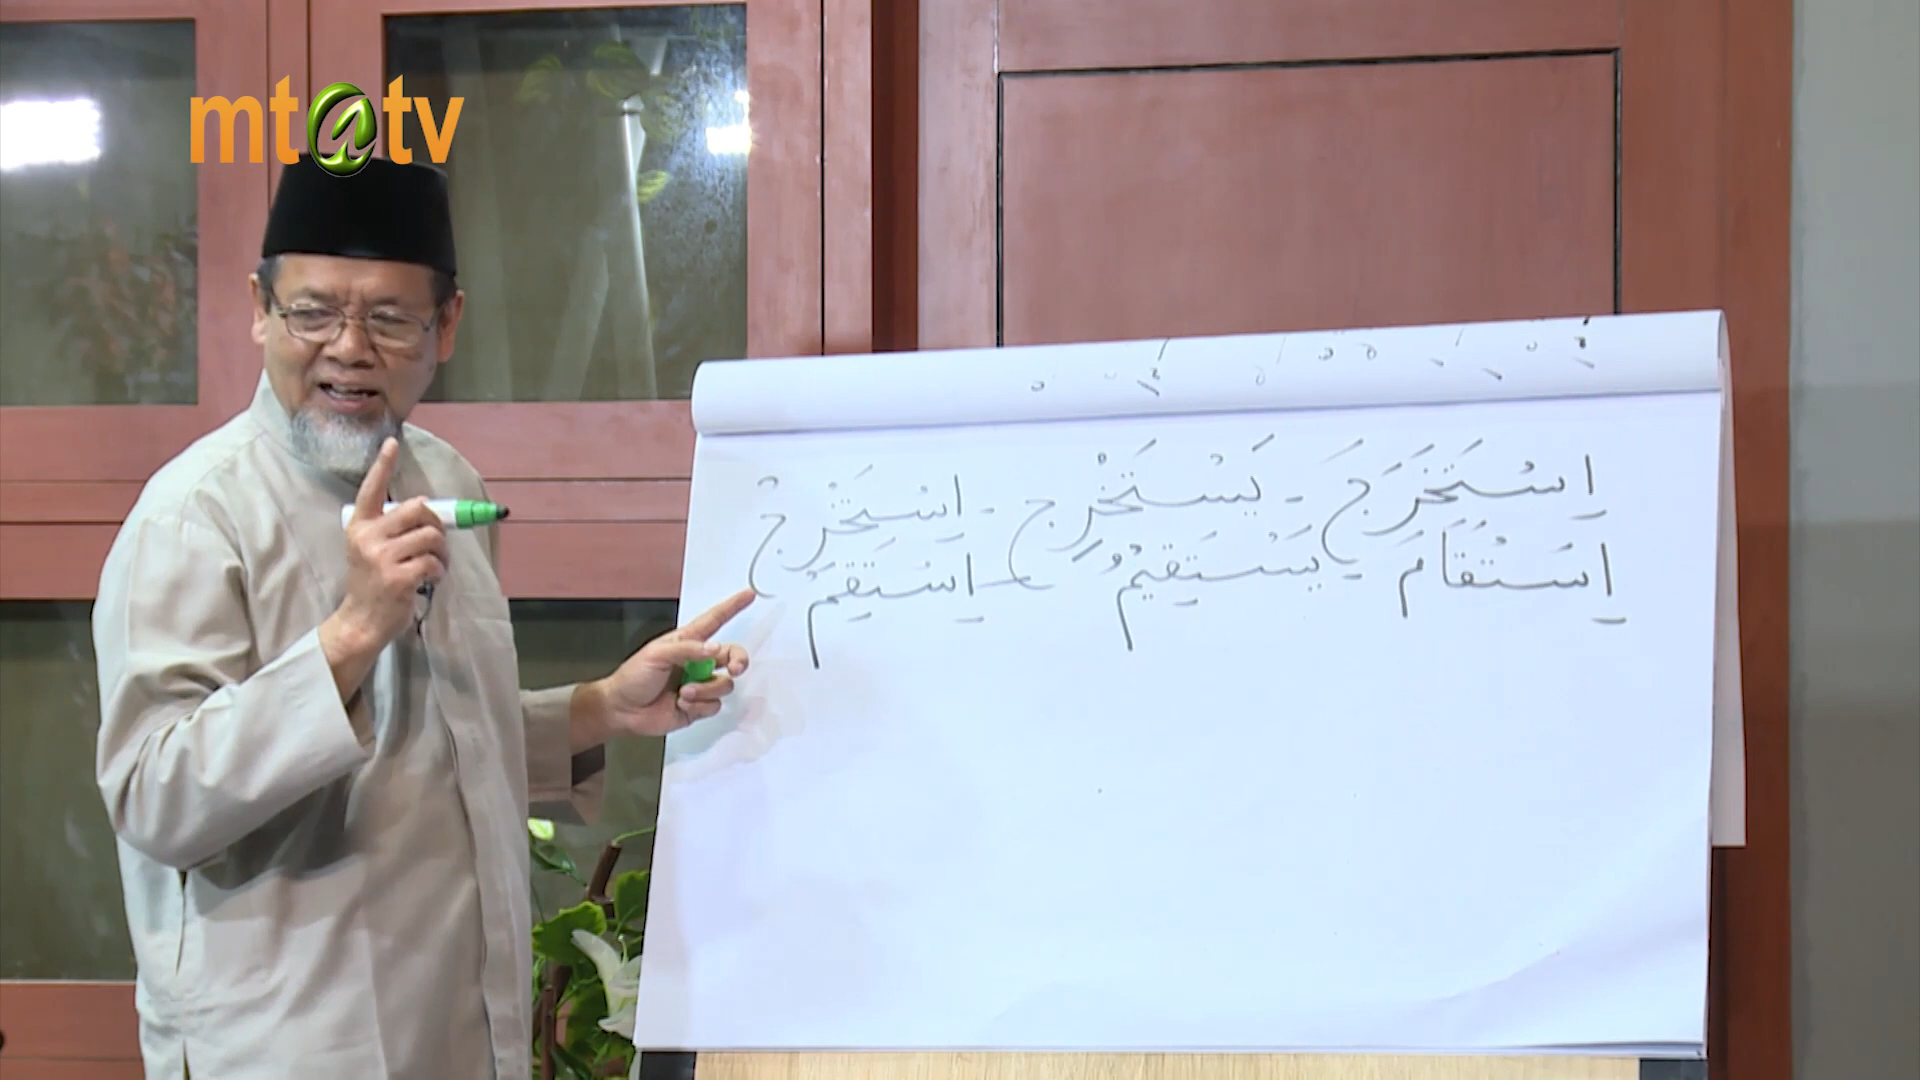 mt@tv
اِسْتَخْرَجَ - يَسْتَخْرِجُ - اِسْتَخْرِجْ
اِسْتَقَامَ - يَسْتَقِيْمُ - اِسْتَقِمْ